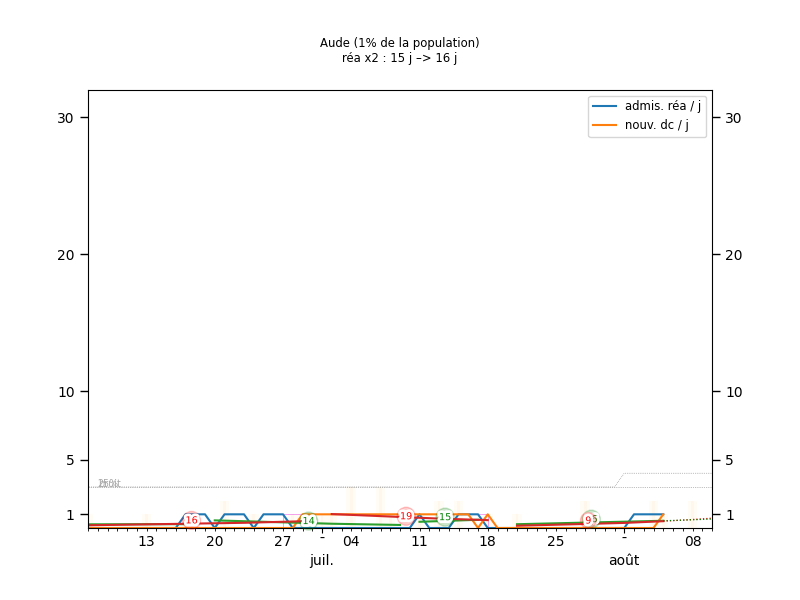 Aude (1% de la population)
réa x2 : 15 j –> 16 j
admis. réa / j
nouv. dc / j
30 30
20 20
10 10
5 5
1 1
16 14 19 15 9
13 20 27 - 04 11 18 25 - 08
juil. août